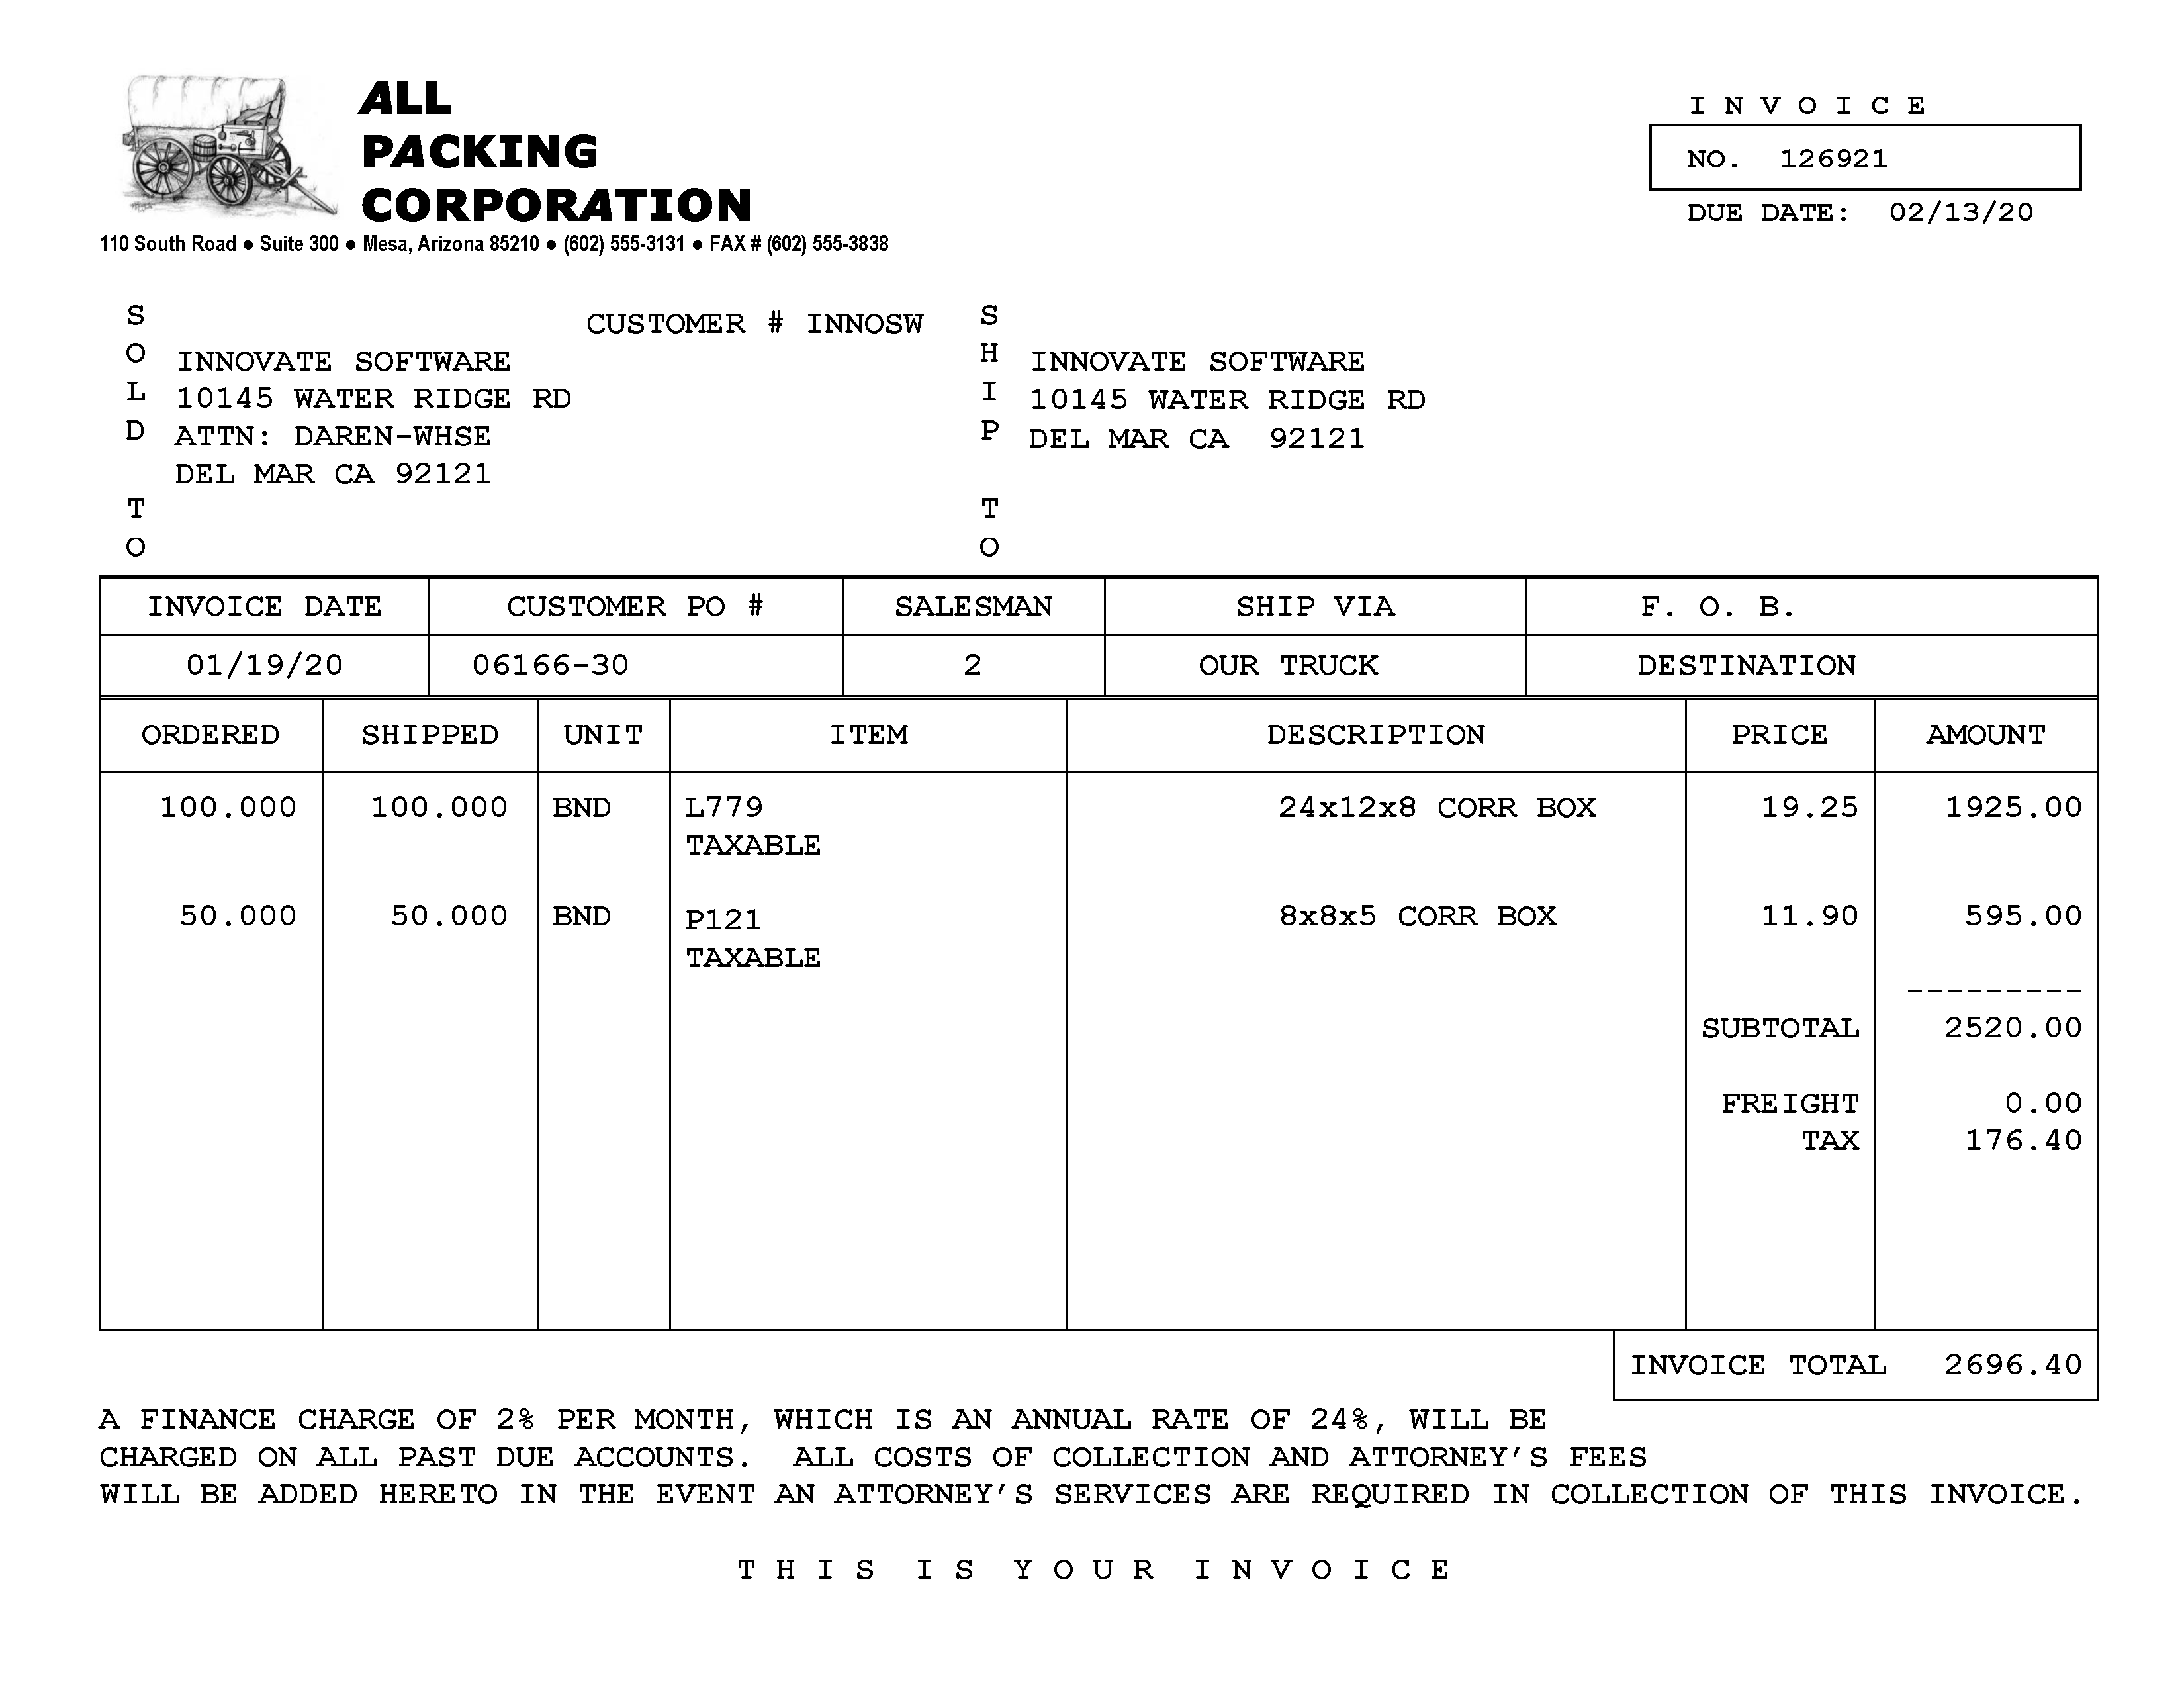 ALL
PACKING
CORPORATION
110 South Road ● Suite 300 ● Mesa, Arizona 85210 ● (602) 555-3131 ● FAX # (602) 555-3838
I N V O I C E
NO. 126921
DUE DATE: 02/13/20
SOLD TO
CUSTOMER # INNOSW
INNOVATE SOFTWARE
10145 WATER RIDGE RD
ATTN: DAREN-WHSE
DEL MAR CA 92121
SHIP TO
INNOVATE SOFTWARE
10145 WATER RIDGE RD
DEL MAR CA 92121
INVOICE DATE CUSTOMER PO # SALESMAN SHIP VIA F. O. B.
01/19/20 06166-30 2 OUR TRUCK DESTINATION
ORDERED SHIPPED UNIT ITEM DESCRIPTION PRICE AMOUNT
100.000 100.000 BND L779 24x12x8 CORR BOX 19.25 1925.00
TAXABLE
50.000 50.000 BND P121 8x8x5 CORR BOX 11.90 595.00
TAXABLE
---------
SUBTOTAL 2520.00
FREIGHT 0.00
TAX 176.40
INVOICE TOTAL 2696.40
A FINANCE CHARGE OF 2% PER MONTH, WHICH IS AN ANNUAL RATE OF 24%, WILL BE
CHARGED ON ALL PAST DUE ACCOUNTS. ALL COSTS OF COLLECTION AND ATTORNEY’S FEES
WILL BE ADDED HERETO IN THE EVENT AN ATTORNEY’S SERVICES ARE REQUIRED IN COLLECTION OF THIS INVOICE.
T H I S I S Y O U R I N V O I C E